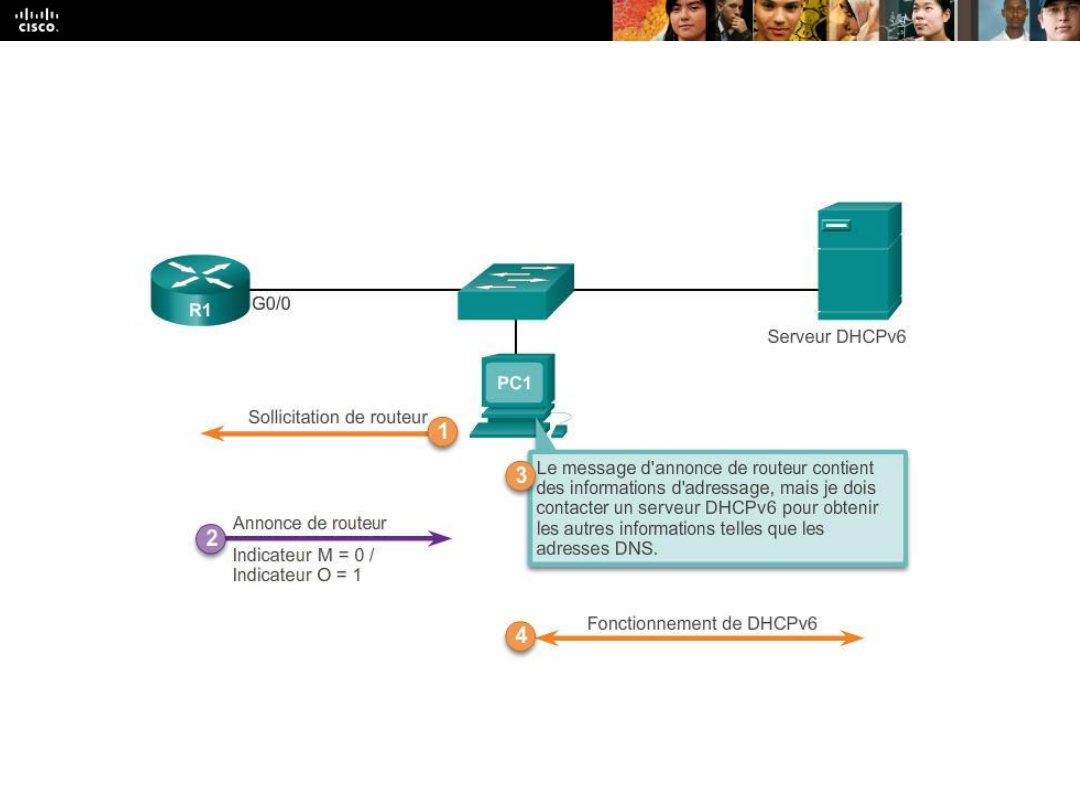 CISCO.
R1
G0/0
Serveur DHCPv6
PC1
Sollicitation de routeur
1
3
Le message d'annonce de routeur contient
des informations d'adressage, mais je dois
contacter un serveur DHCPv6 pour obtenir
les autres informations telles que les
adresses DNS.
2
Annonce de routeur
Indicateur M = 0 /
Indicateur O = 1
4
Fonctionnement de DHCPv6